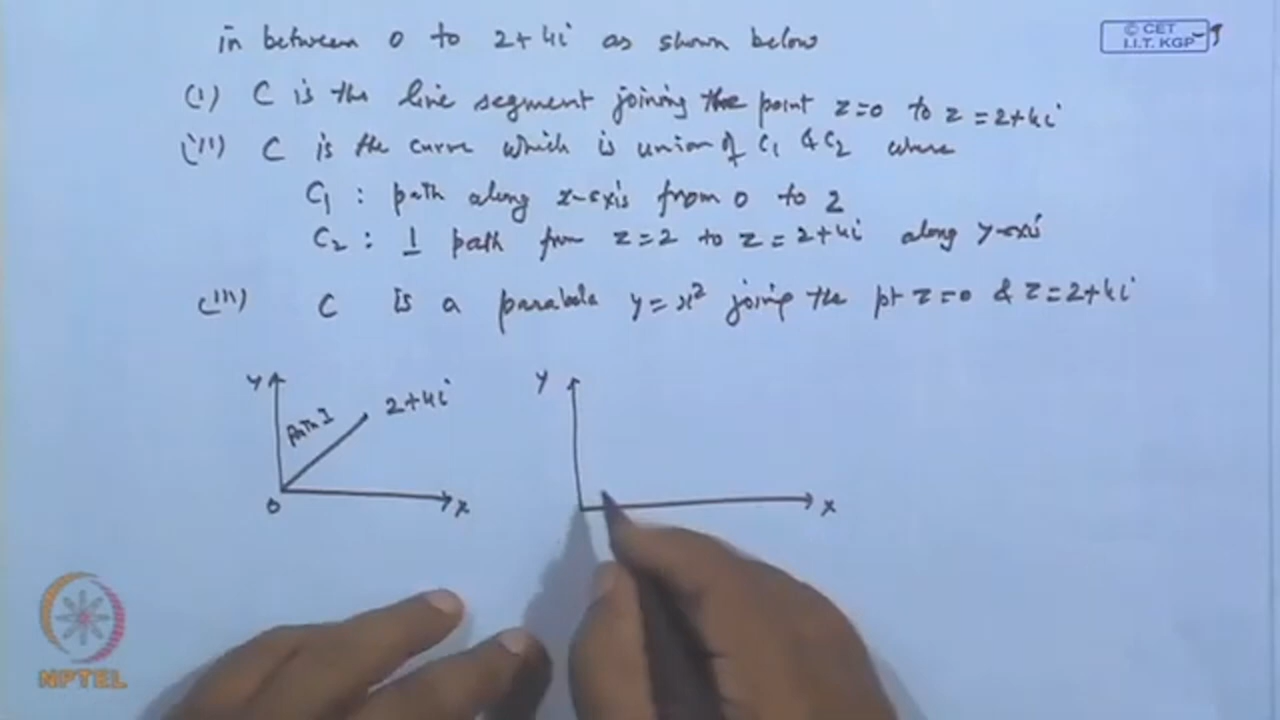 in between 0 to 2+4i as shown below
© CET
I.I.T. KGP
(i) C is the line segment joining the point z=0 to z=2+4i
(ii) C is the curve which is union of C1 & C2 where
C1 : path along x-axis from 0 to 2
C2 : 1 path from z=2 to z=2+4i along y-axis
(iii) C is a parabola y=x² joing the pt z=0 & z=2+4i
y
path I
2+4i
0
x
y
x
NPTEL